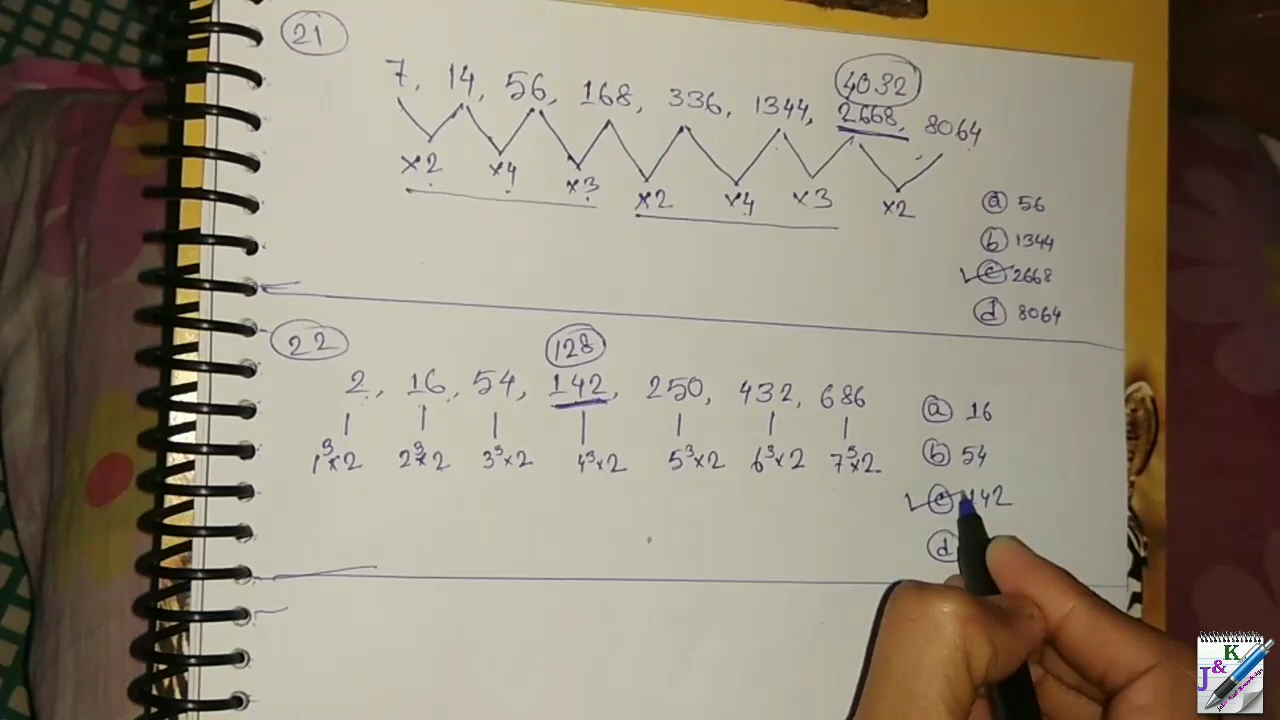 21
4032
7, 14, 56, 168, 336, 1344, 2668, 8064
×2 ×4 ×3 ×2 ×4 ×3 ×2
ⓐ 56
ⓑ 1344
ⓒ 2668
ⓓ 8064
22
128
2, 16, 54, 142, 250, 432, 686
1³×2 2³×2 3³×2 4³×2 5³×2 6³×2 7³×2
ⓐ 16
ⓑ 54
ⓒ 142
ⓓ
J&K